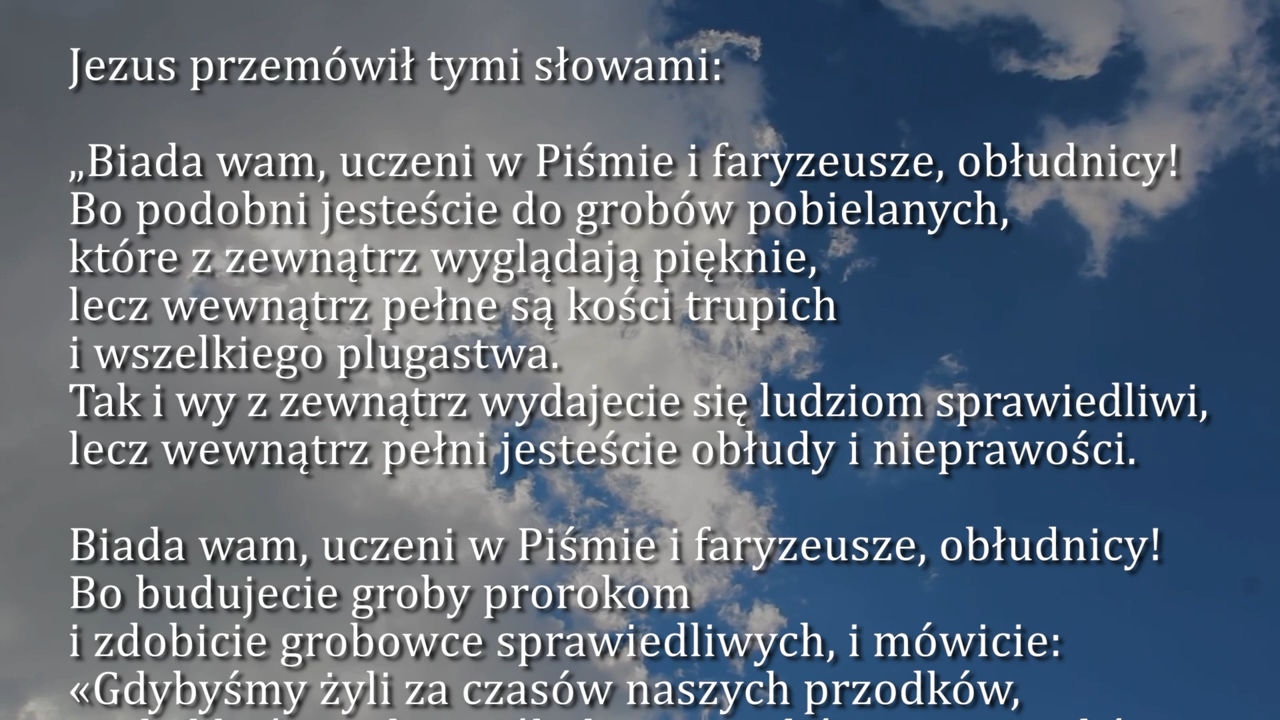 Jezus przemówił tymi słowami:
„Biada wam, uczeni w Piśmie i faryzeusze, obłudnicy!
Bo podobni jesteście do grobów pobielanych,
które z zewnątrz wyglądają pięknie,
lecz wewnątrz pełne są kości trupich
i wszelkiego plugastwa.
Tak i wy z zewnątrz wydajecie się ludziom sprawiedliwi,
lecz wewnątrz pełni jesteście obłudy i nieprawości.
Biada wam, uczeni w Piśmie i faryzeusze, obłudnicy!
Bo budujecie groby prorokom
i zdobicie grobowce sprawiedliwych, i mówicie:
«Gdybyśmy żyli za czasów naszych przodków,